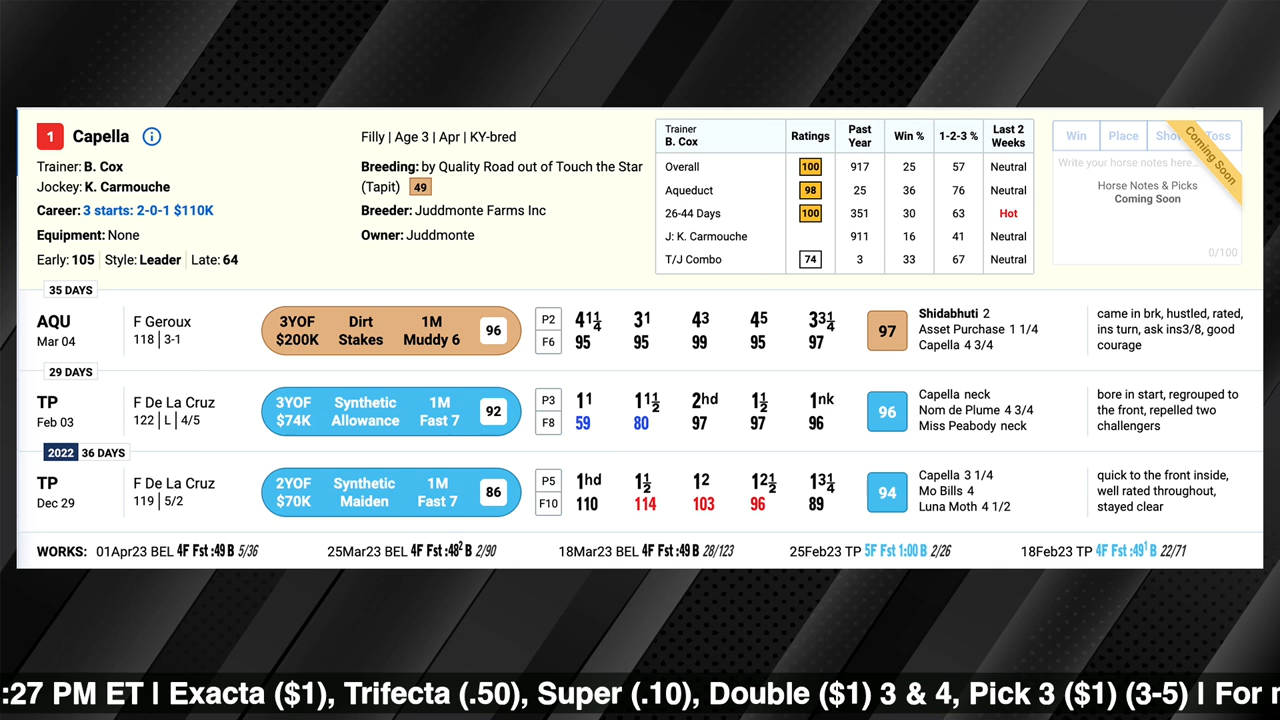 1 Capella
Filly | Age 3 | Apr | KY-bred
Trainer: B. Cox
Jockey: K. Carmouche
Career: 3 starts: 2-0-1 $110K
Equipment: None
Early: 105 | Style: Leader | Late: 64
Breeding: by Quality Road out of Touch the Star
(Tapit) 49
Breeder: Juddmonte Farms Inc
Owner: Juddmonte
Trainer B. Cox Ratings Past Year Win % 1-2-3 % Last 2 Weeks
Overall 100 917 25 57 Neutral
Aqueduct 98 25 36 76 Neutral
26-44 Days 100 351 30 63 Hot
J: K. Carmouche 911 16 41 Neutral
T/J Combo 74 3 33 67 Neutral
Win Place Sho Toss
Coming Soon
Write your horse notes here...
Horse Notes & Picks
Coming Soon
0/100
35 DAYS
AQU F Geroux 3YOF Dirt 1M 96 P2 4 1 1/4 3 1 4 3 4 5 3 3 1/4 97 Shidabhuti 2 came in brk, hustled, rated,
Mar 04 118 | 3-1 $200K Stakes Muddy 6 F6 95 95 99 95 97 Asset Purchase 1 1/4 ins turn, ask ins3/8, good
Capella 4 3/4 courage
29 DAYS
TP F De La Cruz 3YOF Synthetic 1M 92 P3 1 1 1 1 1/2 2hd 1 1/2 1nk 96 Capella neck bore in start, regrouped to
Feb 03 122 | L | 4/5 $74K Allowance Fast 7 F8 59 80 97 97 96 Nom de Plume 4 3/4 the front, repelled two
Miss Peabody neck challengers
2022 36 DAYS
TP F De La Cruz 2YOF Synthetic 1M 86 P5 1hd 1 1/2 1 2 1 2 1/2 1 3 1/4 94 Capella 3 1/4 quick to the front inside,
Dec 29 119 | 5/2 $70K Maiden Fast 7 F10 110 114 103 96 89 Mo Bills 4 well rated throughout,
Luna Moth 4 1/2 stayed clear
WORKS: 01Apr23 BEL 4F Fst :49 B 5/36 25Mar23 BEL 4F Fst :48² B 2/90 18Mar23 BEL 4F Fst :49 B 28/123 25Feb23 TP 5F Fst 1:00 B 2/26 18Feb23 TP 4F Fst :49¹ B 22/71
:27 PM ET | Exacta ($1), Trifecta (.50), Super (.10), Double ($1) 3 & 4, Pick 3 ($1) (3-5) | For